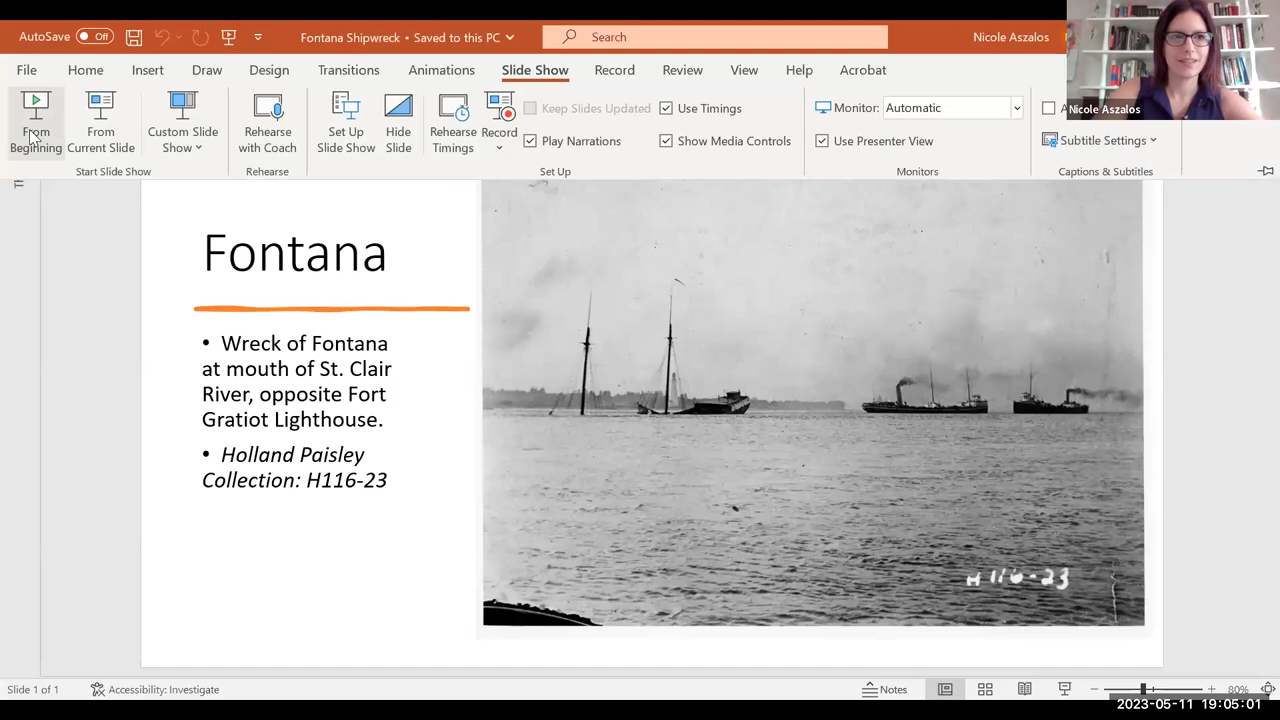 AutoSave Off Fontana Shipwreck • Saved to this PC Search Nicole Aszalos
File Home Insert Draw Design Transitions Animations Slide Show Record Review View Help Acrobat
Nicole Aszalos
From Beginning
From Current Slide
Custom Slide Show
Start Slide Show
Rehearse with Coach
Rehearse
Set Up Slide Show
Hide Slide
Rehearse Timings
Record
Keep Slides Updated
Play Narrations
Use Timings
Show Media Controls
Set Up
Monitor: Automatic
Use Presenter View
Monitors
Subtitle Settings
Captions & Subtitles
Fontana
• Wreck of Fontana
at mouth of St. Clair
River, opposite Fort
Gratiot Lighthouse.
• Holland Paisley
Collection: H116-23
H 116-23
Slide 1 of 1 Accessibility: Investigate Notes 80%
2023-05-11 19:05:01